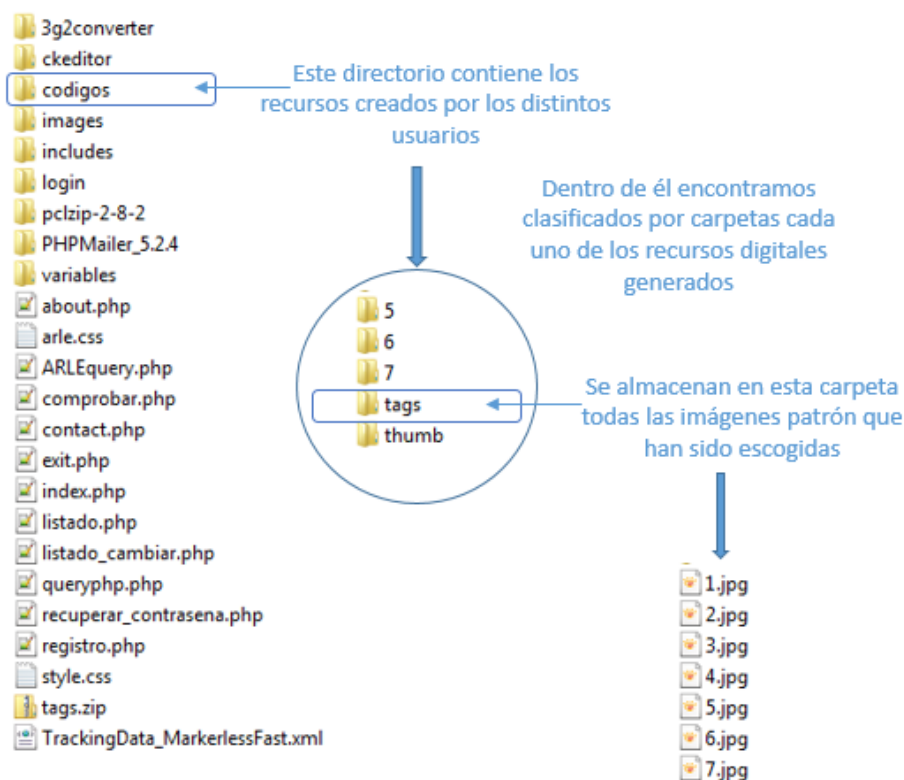 3g2converter
ckeditor
codigos
images
includes
login
pclzip-2-8-2
PHPMailer_5.2.4
variables
about.php
arle.css
ARLEquery.php
comprobar.php
contact.php
exit.php
index.php
listado.php
listado_cambiar.php
queryphp.php
recuperar_contrasena.php
registro.php
style.css
tags.zip
TrackingData_MarkerlessFast.xml
Este directorio contiene los
recursos creados por los distintos
usuarios
Dentro de él encontramos
clasificados por carpetas cada
uno de los recursos digitales
generados
5
6
7
tags
thumb
Se almacenan en esta carpeta
todas las imágenes patrón que
han sido escogidas
1.jpg
2.jpg
3.jpg
4.jpg
5.jpg
6.jpg
7.jpg